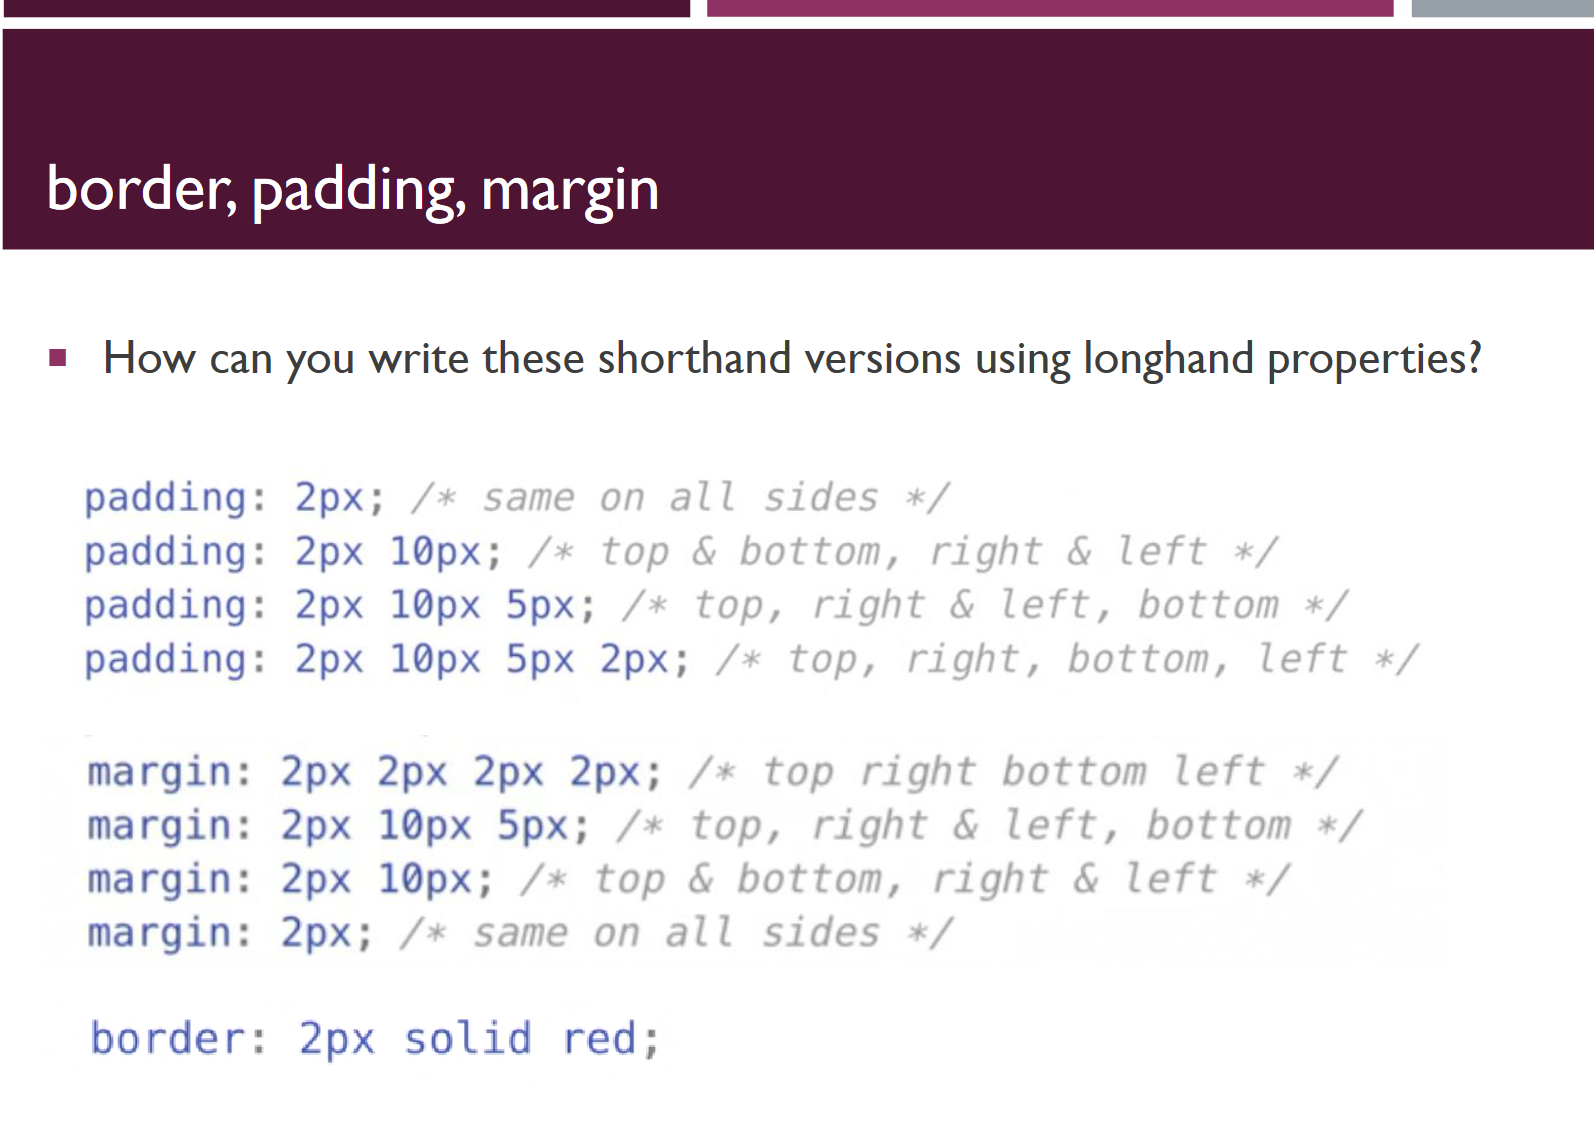 border, padding, margin
How can you write these shorthand versions using longhand properties?
padding: 2px; /* same on all sides */
padding: 2px 10px; /* top & bottom, right & left */
padding: 2px 10px 5px; /* top, right & left, bottom */
padding: 2px 10px 5px 2px; /* top, right, bottom, left */
margin: 2px 2px 2px 2px; /* top right bottom left */
margin: 2px 10px 5px; /* top, right & left, bottom */
margin: 2px 10px; /* top & bottom, right & left */
margin: 2px; /* same on all sides */
border: 2px solid red;